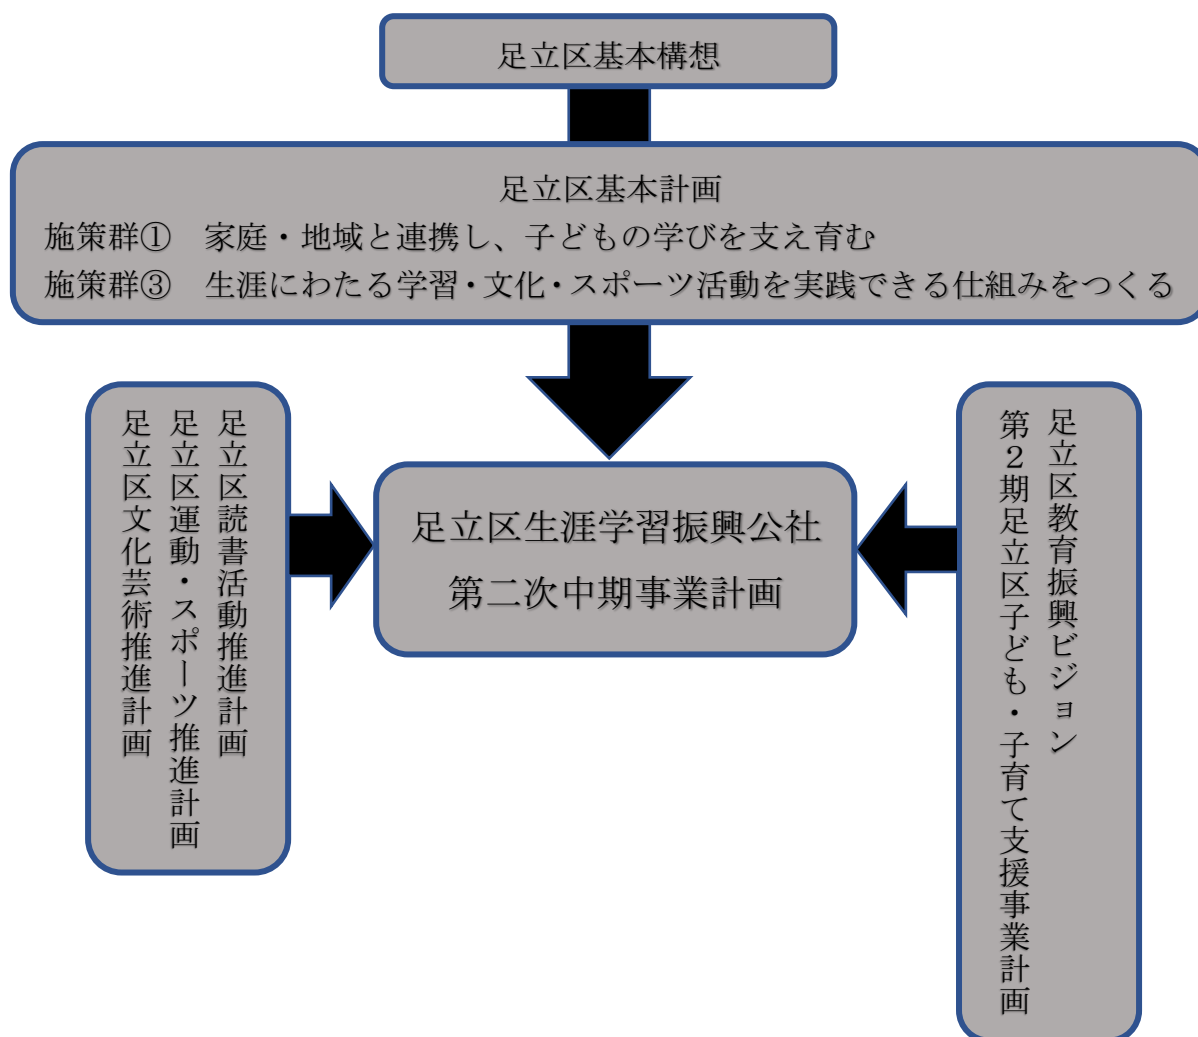 足立区基本構想
足立区基本計画
施策群① 家庭・地域と連携し、子どもの学びを支え育む
施策群③ 生涯にわたる学習・文化・スポーツ活動を実践できる仕組みをつくる
足立区読書活動推進計画
足立区運動・スポーツ推進計画
足立区文化芸術推進計画
足立区生涯学習振興公社
第二次中期事業計画
足立区教育振興ビジョン
第2期足立区子ども・子育て支援事業計画